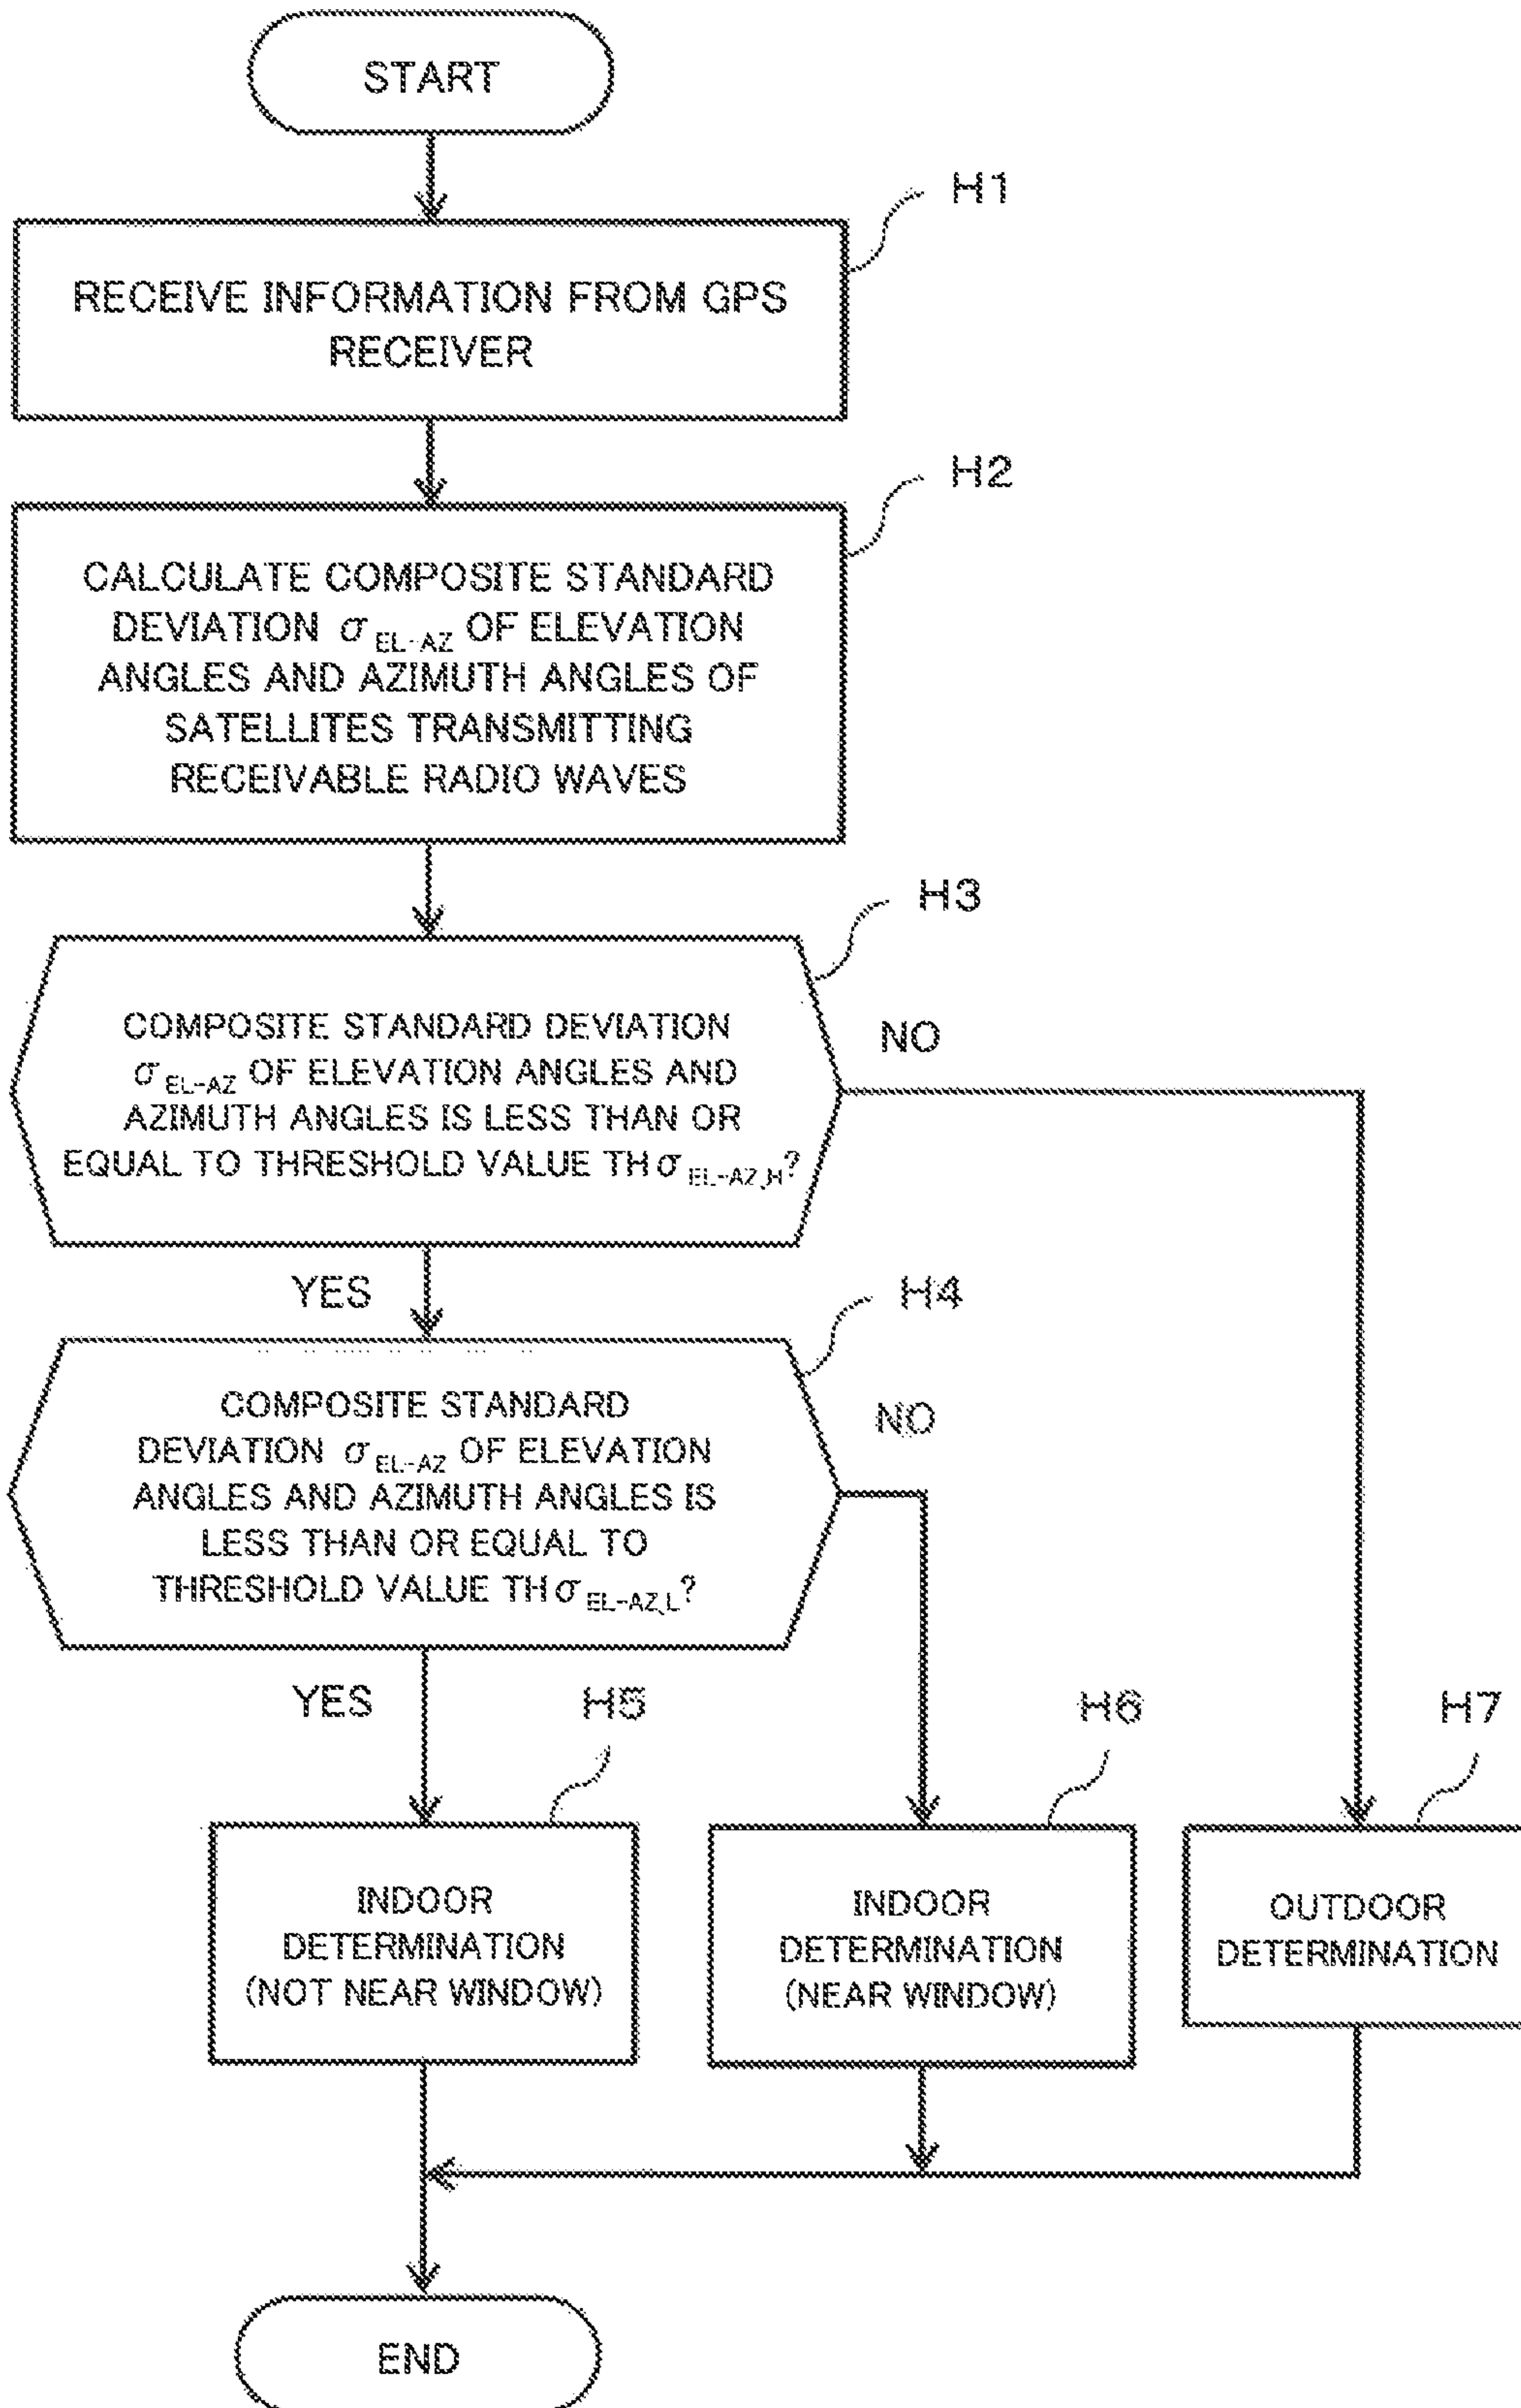 START
H1
RECEIVE INFORMATION FROM GPS
RECEIVER
H2
CALCULATE COMPOSITE STANDARD
DEVIATION σEL-AZ OF ELEVATION
ANGLES AND AZIMUTH ANGLES OF
SATELLITES TRANSMITTING
RECEIVABLE RADIO WAVES
H3
COMPOSITE STANDARD DEVIATION
σEL-AZ OF ELEVATION ANGLES AND
AZIMUTH ANGLES IS LESS THAN OR
EQUAL TO THRESHOLD VALUE THσEL-AZ,H?
NO
YES
H4
COMPOSITE STANDARD
DEVIATION σEL-AZ OF ELEVATION
ANGLES AND AZIMUTH ANGLES IS
LESS THAN OR EQUAL TO
THRESHOLD VALUE THσEL-AZ,L?
NO
YES
H5
INDOOR
DETERMINATION
(NOT NEAR WINDOW)
H6
INDOOR
DETERMINATION
(NEAR WINDOW)
H7
OUTDOOR
DETERMINATION
END